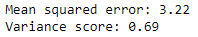 Mean squared error: 3.22
Variance score: 0.69